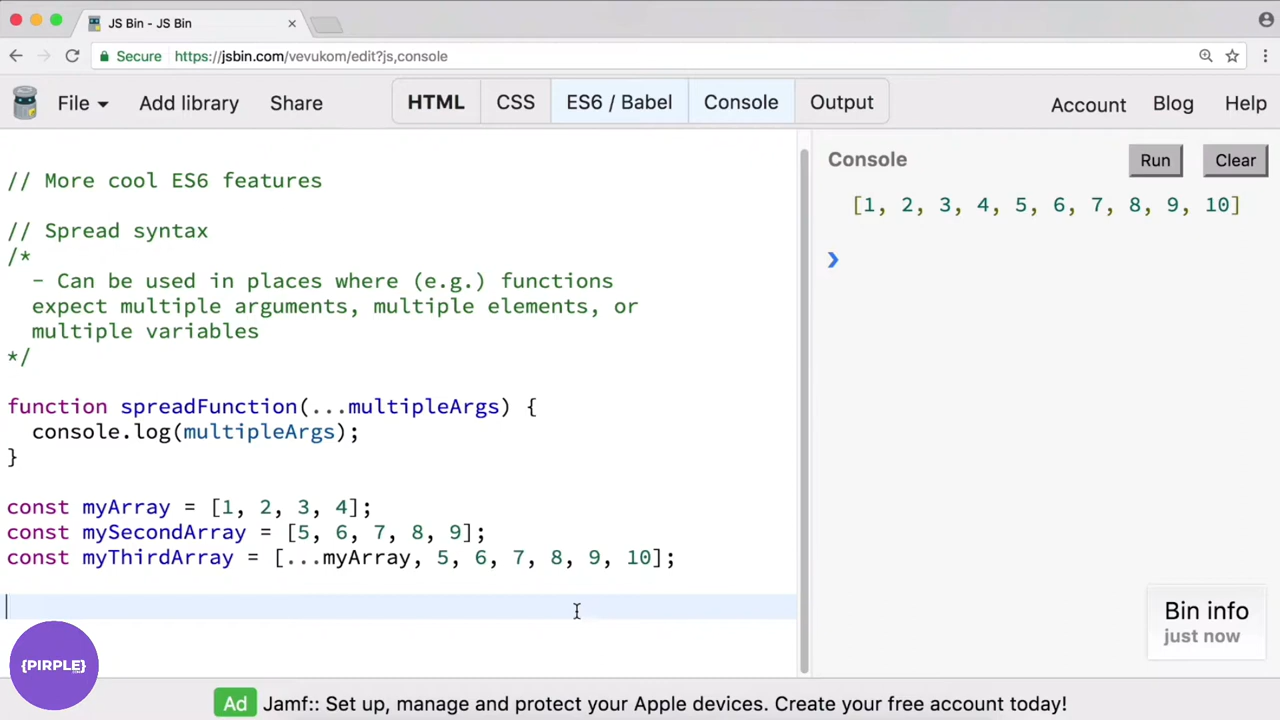 JS Bin - JS Bin
Secure https://jsbin.com/vevukom/edit?js,console
File Add library Share HTML CSS ES6 / Babel Console Output Account Blog Help
// More cool ES6 features
// Spread syntax
/*
- Can be used in places where (e.g.) functions
expect multiple arguments, multiple elements, or
multiple variables
*/
function spreadFunction(...multipleArgs) {
console.log(multipleArgs);
}
const myArray = [1, 2, 3, 4];
const mySecondArray = [5, 6, 7, 8, 9];
const myThirdArray = [...myArray, 5, 6, 7, 8, 9, 10];
Console Run Clear
[1, 2, 3, 4, 5, 6, 7, 8, 9, 10]
Bin info
just now
{PIRPLE}
Ad Jamf:: Set up, manage and protect your Apple devices. Create your free account today!